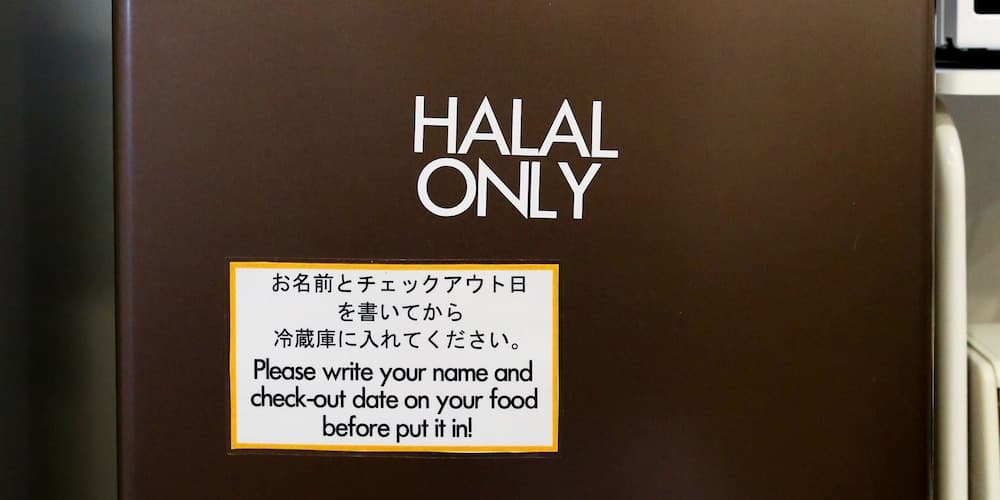 HALAL
ONLY
お名前とチェックアウト日
を書いてから
冷蔵庫に入れてください。
Please write your name and
check-out date on your food
before put it in!